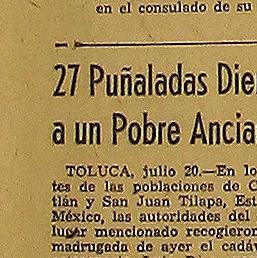 en el consulado de su
27 Puñaladas Die
a un Pobre Ancia
TOLUCA, julio 20.—En lo
tes de las poblaciones de C
tlán y San Juan Tilapa, Est
México, las autoridades del
lugar mencionado recogieron
madrugada de ayer el cadáv